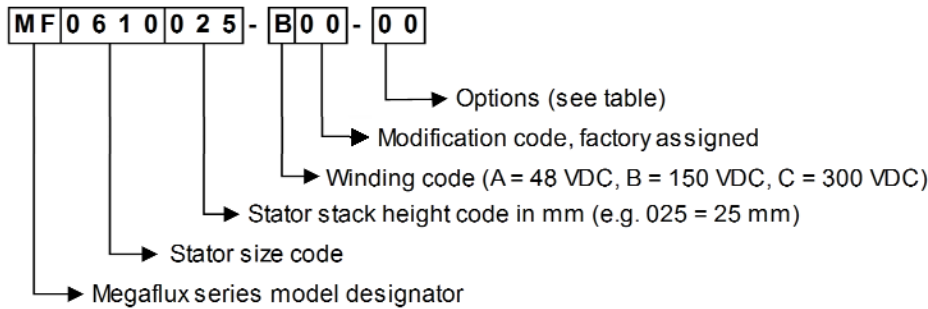 MF0610025-B00-00
Options (see table)
Modification code, factory assigned
Winding code (A = 48 VDC, B = 150 VDC, C = 300 VDC)
Stator stack height code in mm (e.g. 025 = 25 mm)
Stator size code
Megaflux series model designator